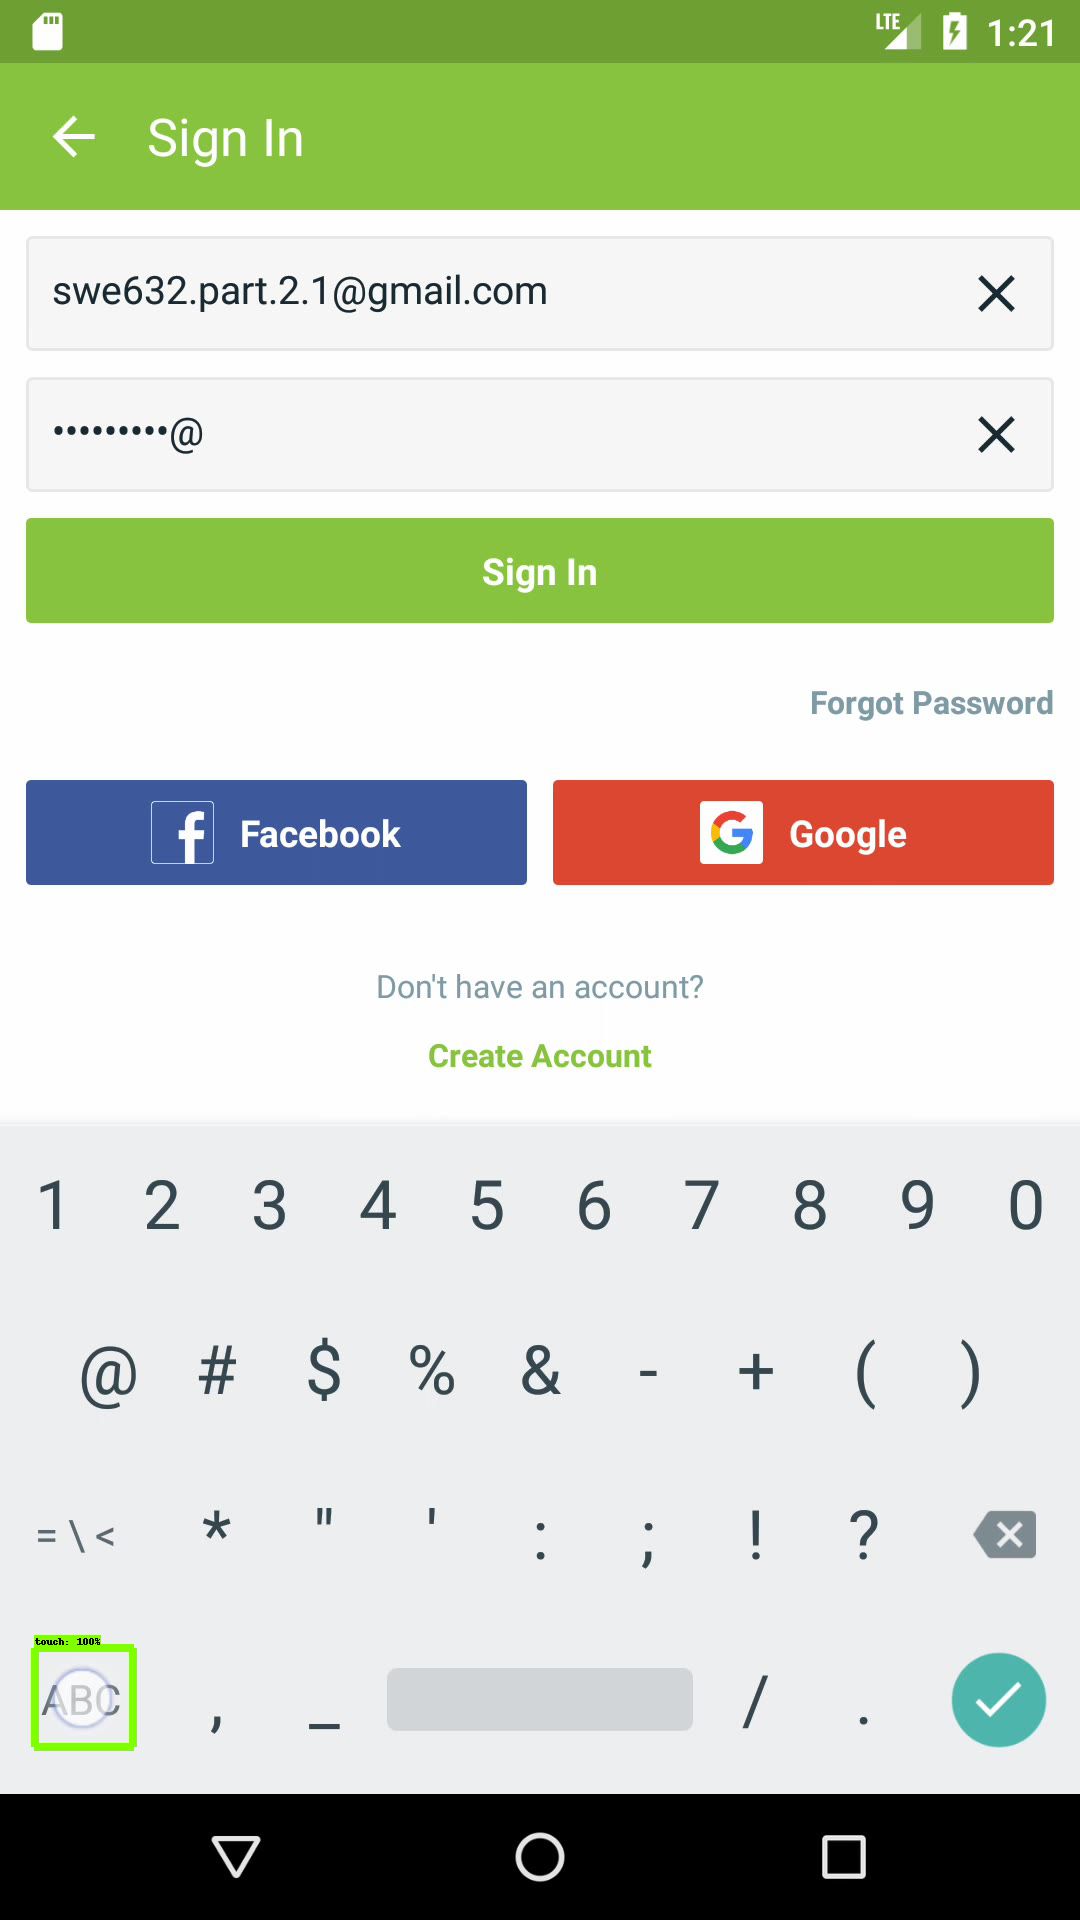 LTE 1:21
Sign In
swe632.part.2.1@gmail.com
•••••••••@
Sign In
Forgot Password
Facebook Google
Don't have an account?
Create Account
1 2 3 4 5 6 7 8 9 0
@ # $ % & - + ( )
= \ < * " ' : ; ! ?
touch: 100%
ABC , _ / .